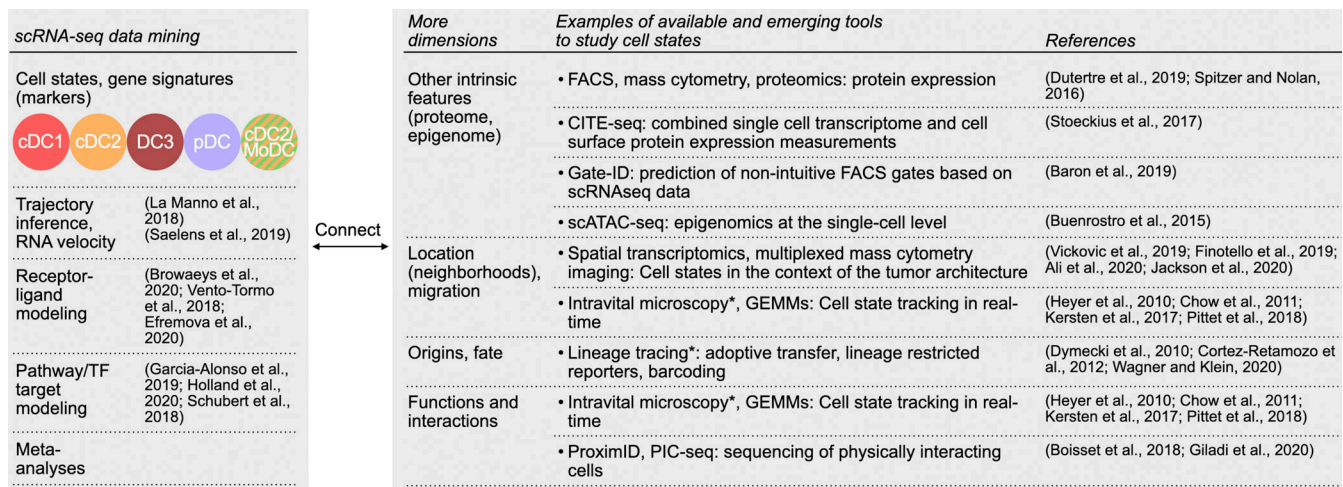 scRNA-seq data mining
Cell states, gene signatures
(markers)
cDC1
cDC2
DC3
pDC
cDC2/
MoDC
Trajectory
inference,
RNA velocity
(La Manno et al.,
2018)
(Saelens et al., 2019)
Receptor-
ligand
modeling
(Browaeys et al.,
2020; Vento-Tormo
et al., 2018;
Efremova et al.,
2020)
Pathway/TF
target
modeling
(Garcia-Alonso et al.,
2019; Holland et al.,
2020; Schubert et al.,
2018)
Meta-
analyses
Connect
More
dimensions
Examples of available and emerging tools
to study cell states
References
Other intrinsic
features
(proteome,
epigenome)
• FACS, mass cytometry, proteomics: protein expression
(Dutertre et al., 2019; Spitzer and Nolan,
2016)
• CITE-seq: combined single cell transcriptome and cell
surface protein expression measurements
(Stoeckius et al., 2017)
• Gate-ID: prediction of non-intuitive FACS gates based on
scRNAseq data
(Baron et al., 2019)
• scATAC-seq: epigenomics at the single-cell level
(Buenrostro et al., 2015)
Location
(neighborhoods),
migration
• Spatial transcriptomics, multiplexed mass cytometry
imaging: Cell states in the context of the tumor architecture
(Vickovic et al., 2019; Finotello et al., 2019;
Ali et al., 2020; Jackson et al., 2020)
• Intravital microscopy*, GEMMs: Cell state tracking in real-
time
(Heyer et al., 2010; Chow et al., 2011;
Kersten et al., 2017; Pittet et al., 2018)
Origins, fate
• Lineage tracing*: adoptive transfer, lineage restricted
reporters, barcoding
(Dymecki et al., 2010; Cortez-Retamozo et
al., 2012; Wagner and Klein, 2020)
Functions and
interactions
• Intravital microscopy*, GEMMs: Cell state tracking in real-
time
(Heyer et al., 2010; Chow et al., 2011;
Kersten et al., 2017; Pittet et al., 2018)
• ProximID, PIC-seq: sequencing of physically interacting
cells
(Boisset et al., 2018; Giladi et al., 2020)